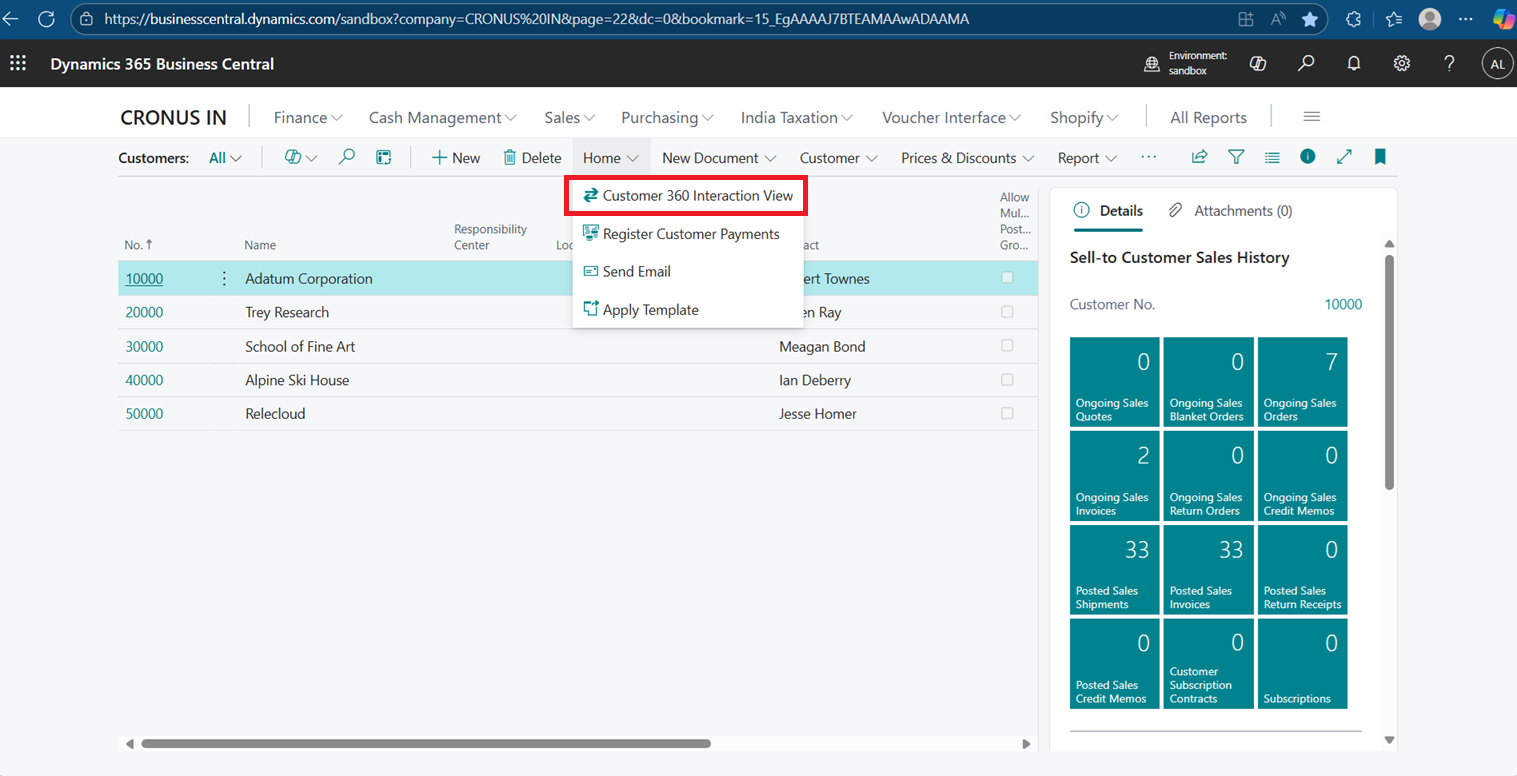 https://businesscentral.dynamics.com/sandbox?company=CRONUS%20IN&page=22&dc=0&bookmark=15_EgAAAAJ7BTEAMAAwADAAMA
Dynamics 365 Business Central
Environment:
sandbox
AL
CRONUS IN
Finance
Cash Management
Sales
Purchasing
India Taxation
Voucher Interface
Shopify
All Reports
Customers:
All
New
Delete
Home
New Document
Customer
Prices & Discounts
Report
Customer 360 Interaction View
Register Customer Payments
Send Email
Apply Template
No.
Name
Responsibility
Center
Allow
Mul...
Post...
Gro...
10000
Adatum Corporation
ert Townes
20000
Trey Research
en Ray
30000
School of Fine Art
Meagan Bond
40000
Alpine Ski House
Ian Deberry
50000
Relecloud
Jesse Homer
Details
Attachments (0)
Sell-to Customer Sales History
Customer No.
10000
0
Ongoing Sales
Quotes
0
Ongoing Sales
Blanket Orders
7
Ongoing Sales
Orders
2
Ongoing Sales
Invoices
0
Ongoing Sales
Return Orders
0
Ongoing Sales
Credit Memos
33
Posted Sales
Shipments
33
Posted Sales
Invoices
0
Posted Sales
Return Receipts
0
Posted Sales
Credit Memos
0
Customer
Subscription
Contracts
0
Subscriptions